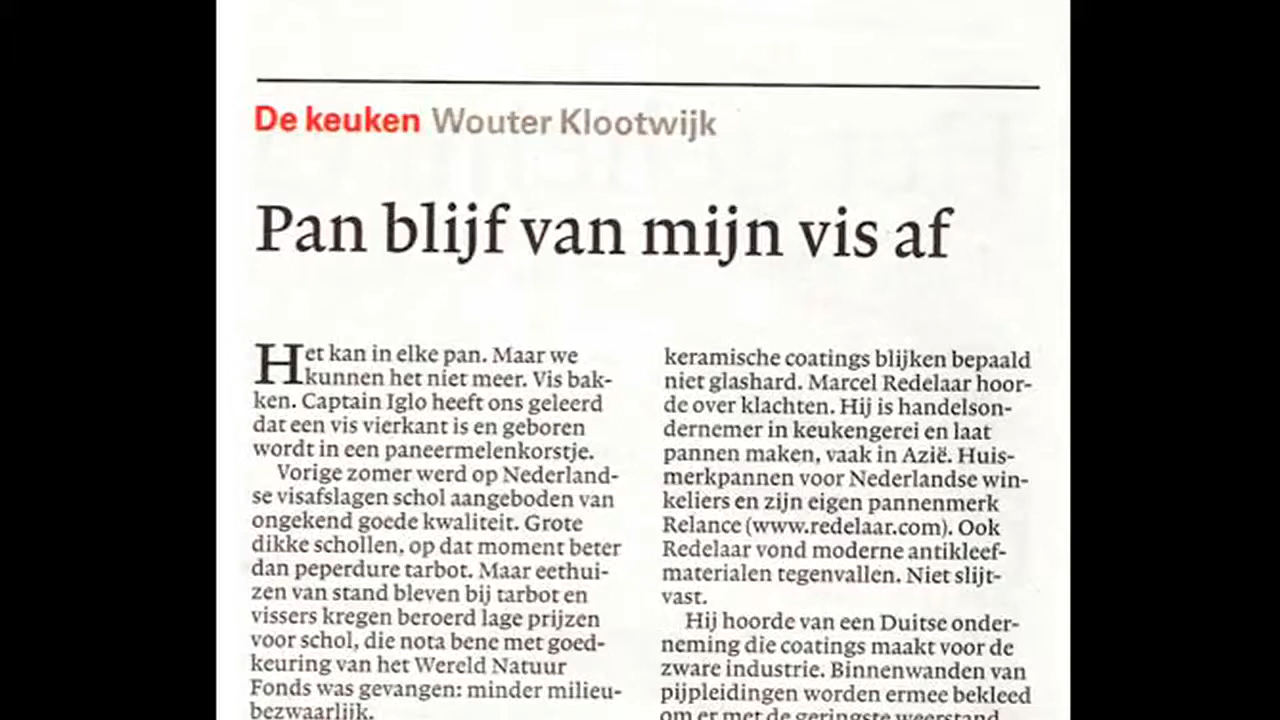 De keuken Wouter Klootwijk
Pan blijf van mijn vis af
Het kan in elke pan. Maar we
kunnen het niet meer. Vis bak-
ken. Captain Iglo heeft ons geleerd
dat een vis vierkant is en geboren
wordt in een paneermelenkorstje.
Vorige zomer werd op Nederland-
se visafslagen schol aangeboden van
ongekend goede kwaliteit. Grote
dikke schollen, op dat moment beter
dan peperdure tarbot. Maar eethui-
zen van stand bleven bij tarbot en
vissers kregen beroerd lage prijzen
voor schol, die nota bene met goed-
keuring van het Wereld Natuur
Fonds was gevangen: minder milieu-
bezwaarlijk.
keramische coatings blijken bepaald
niet glashard. Marcel Redelaar hoor-
de over klachten. Hij is handelson-
dernemer in keukengerei en laat
pannen maken, vaak in Azië. Huis-
merkpannen voor Nederlandse win-
keliers en zijn eigen pannenmerk
Relance (www.redelaar.com). Ook
Redelaar vond moderne antikleef-
materialen tegenvallen. Niet slijt-
vast.
Hij hoorde van een Duitse onder-
neming die coatings maakt voor de
zware industrie. Binnenwanden van
pijpleidingen worden ermee bekleed
om er met de geringste weerstand